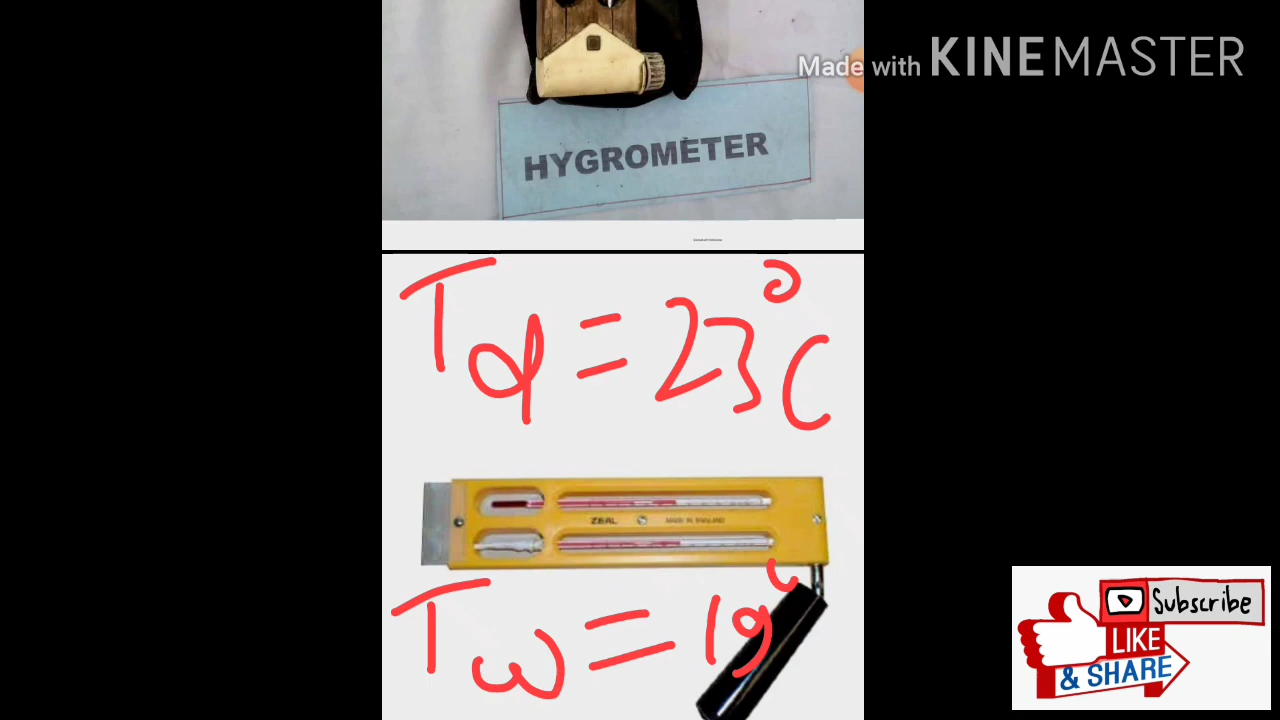 Made with KINEMASTER
HYGROMETER
Td = 23°C
ZEAL MADE IN ENGLAND
Tw = 19°
Subscribe
LIKE
& SHARE